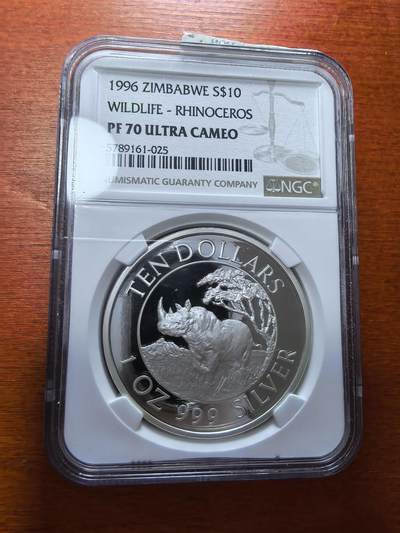 1996 ZIMBABWE S$10
WILDLIFE - RHINOCEROS
PF 70 ULTRA CAMEO
5789161-025
NUMISMATIC GUARANTY COMPANY
NGC
TEN DOLLARS
1 OZ 999 SILVER